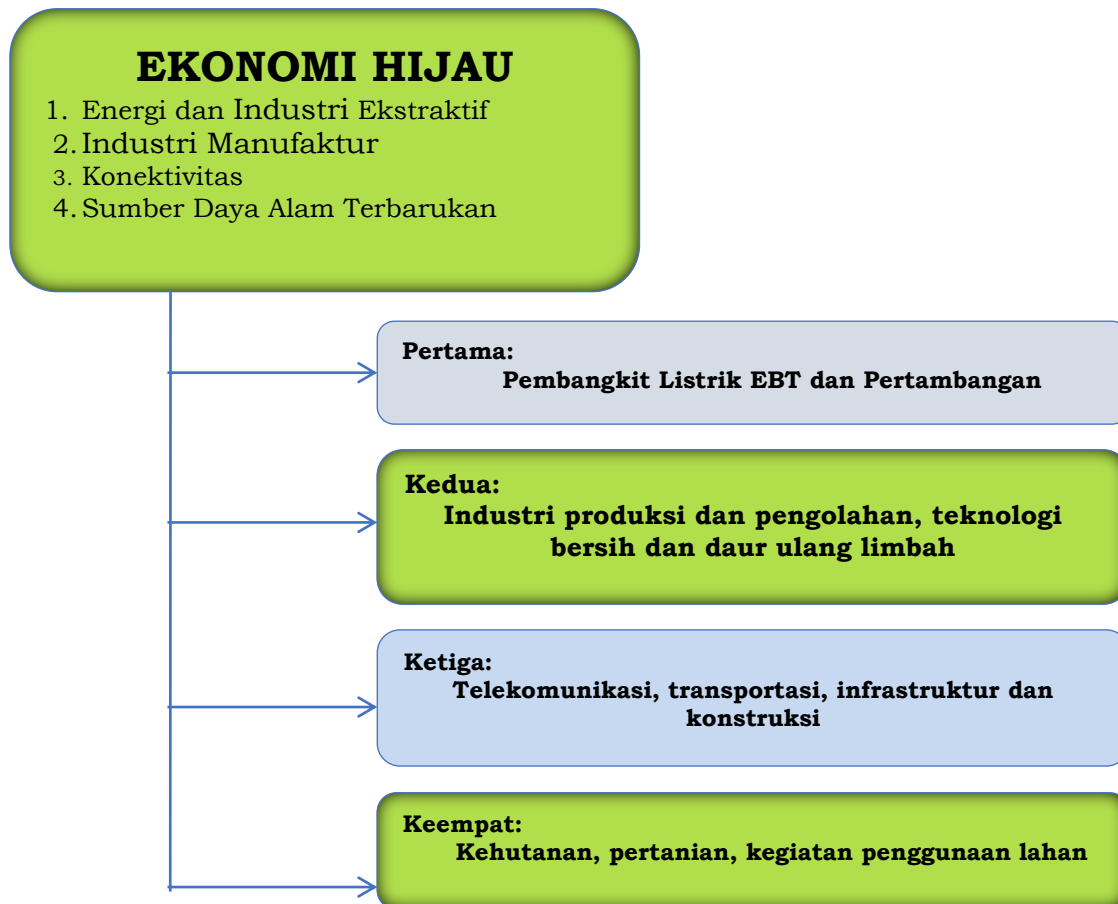 EKONOMI HIJAU
1. Energi dan Industri Ekstraktif
2. Industri Manufaktur
3. Konektivitas
4. Sumber Daya Alam Terbarukan
Pertama:
Pembangkit Listrik EBT dan Pertambangan
Kedua:
Industri produksi dan pengolahan, teknologi
bersih dan daur ulang limbah
Ketiga:
Telekomunikasi, transportasi, infrastruktur dan
konstruksi
Keempat:
Kehutanan, pertanian, kegiatan penggunaan lahan